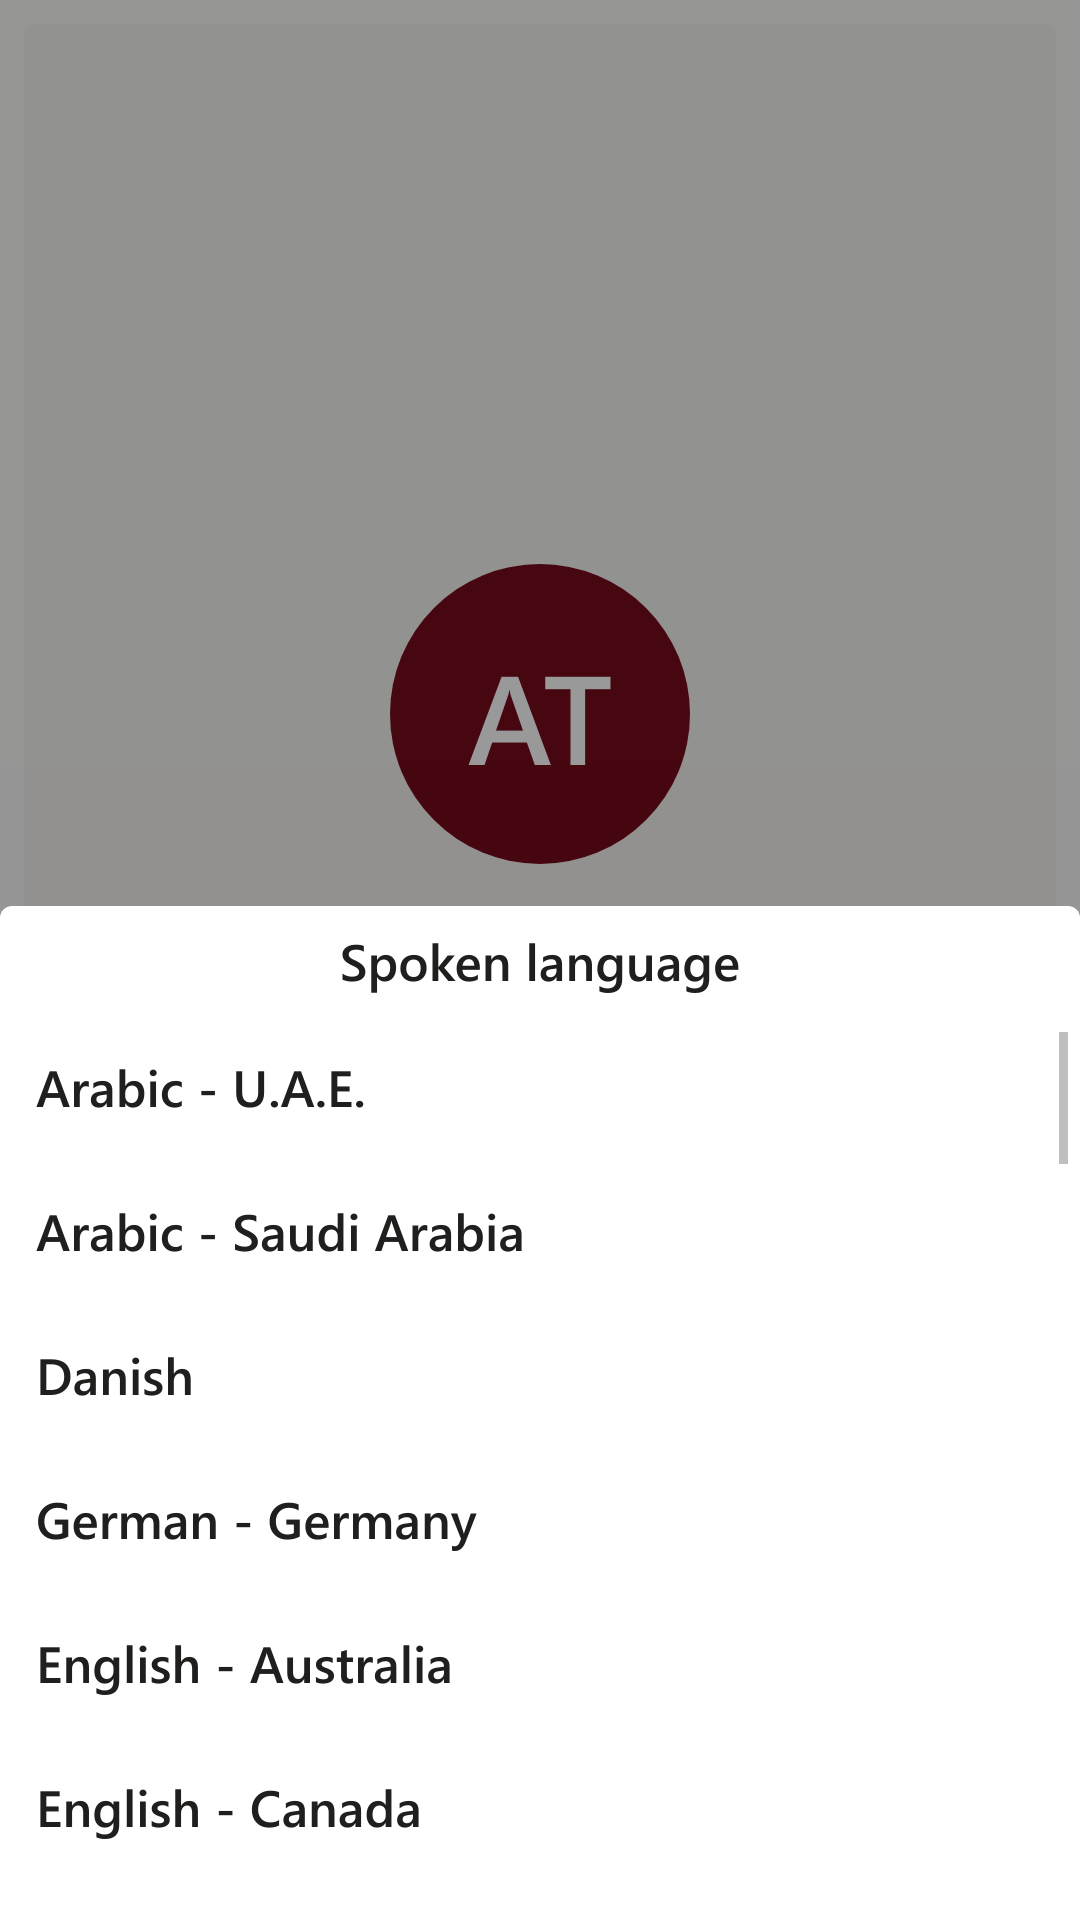 AT
Spoken language
Arabic - U.A.E.
Arabic - Saudi Arabia
Danish
German - Germany
English - Australia
English - Canada